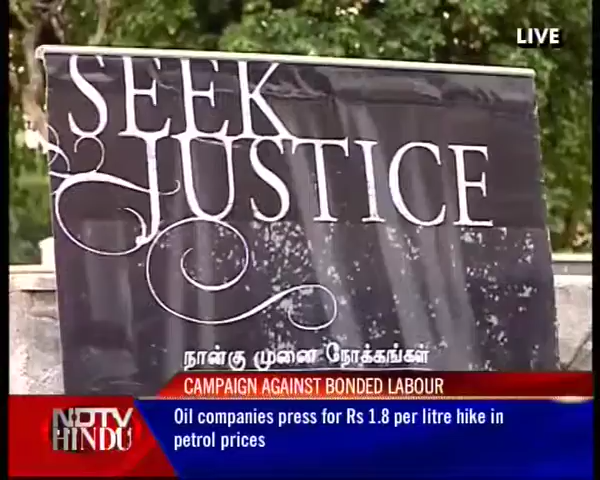 LIVE
SEEK
JUSTICE
நான்கு முனை நோக்கங்கள்
CAMPAIGN AGAINST BONDED LABOUR
NDTV
HINDU
Oil companies press for Rs 1.8 per litre hike in
petrol prices